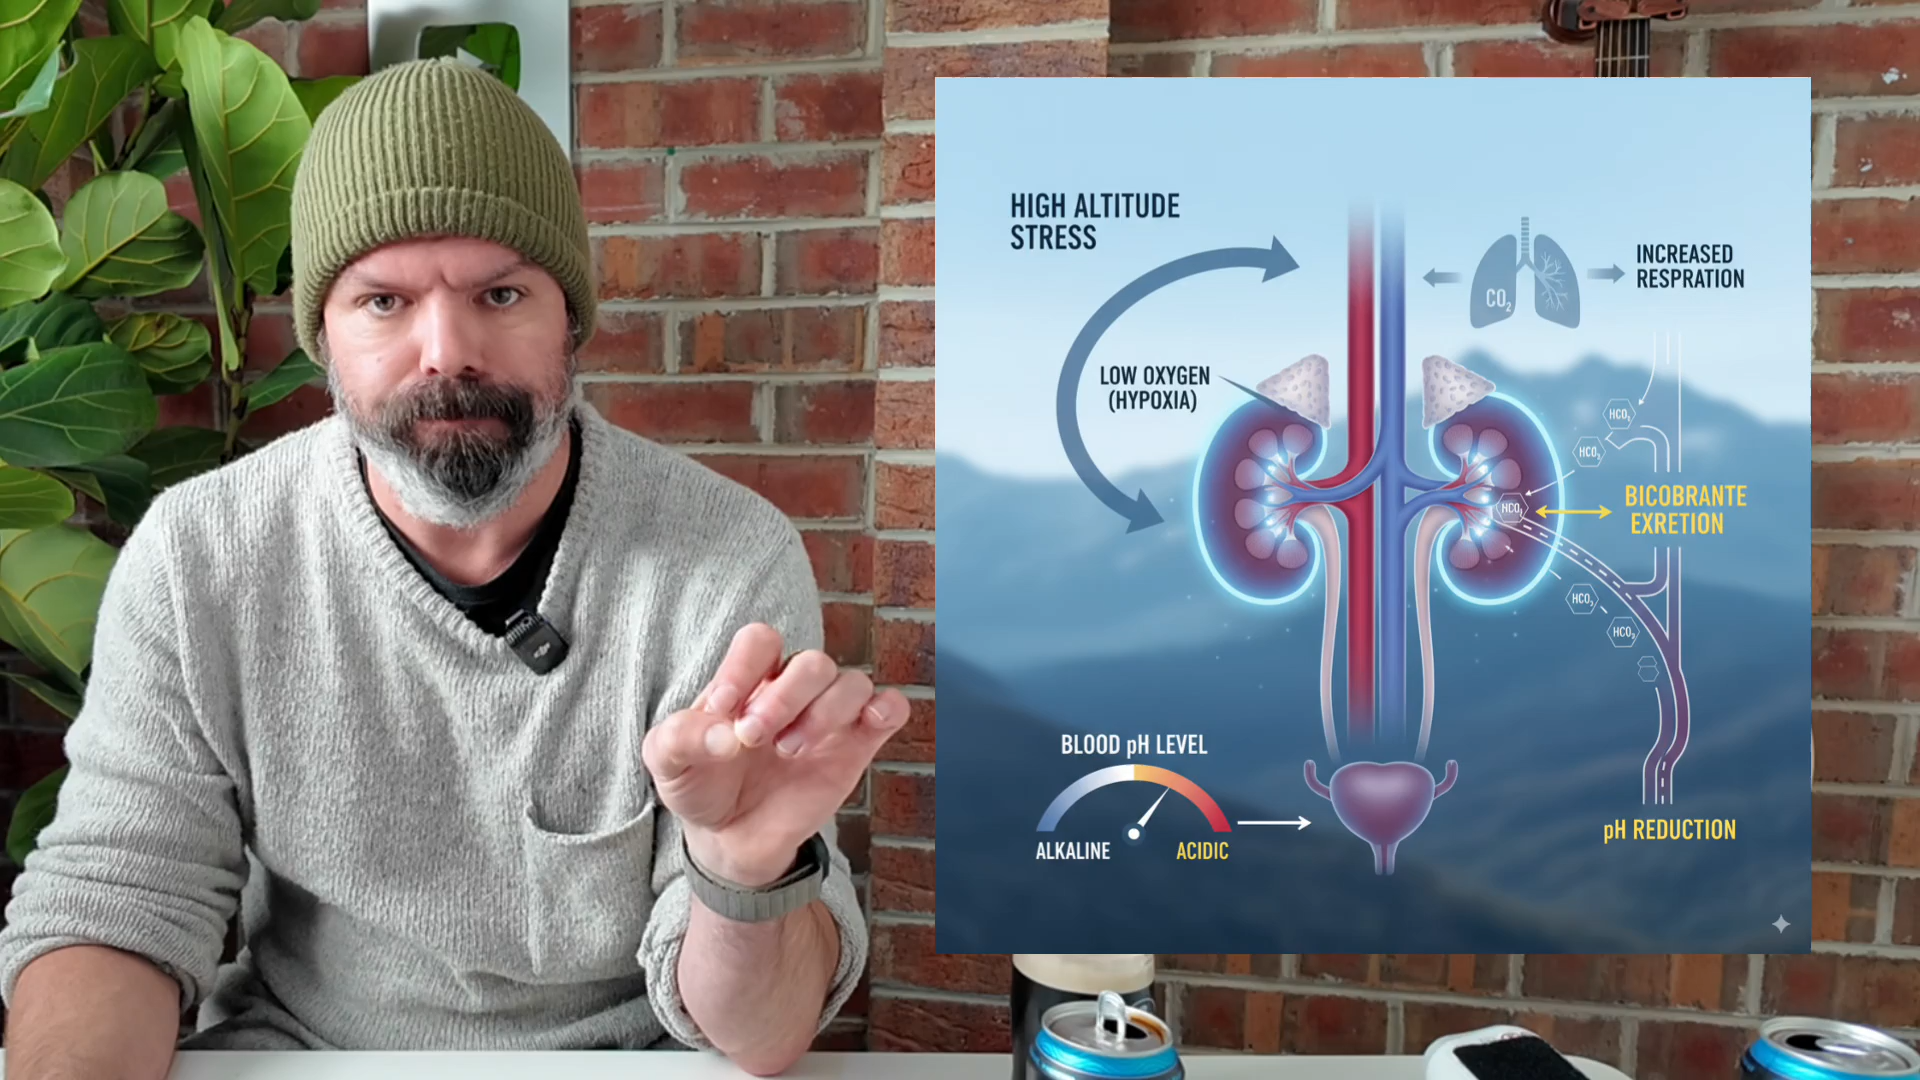 HIGH ALTITUDE
STRESS
INCREASED
RESPRATION
CO₂
LOW OXYGEN
(HYPOXIA)
HCO₃
HCO₃
HCO₃
BICOBRANTE
EXRETION
HCO₃
HCO₃
BLOOD pH LEVEL
ALKALINE
ACIDIC
pH REDUCTION
dji